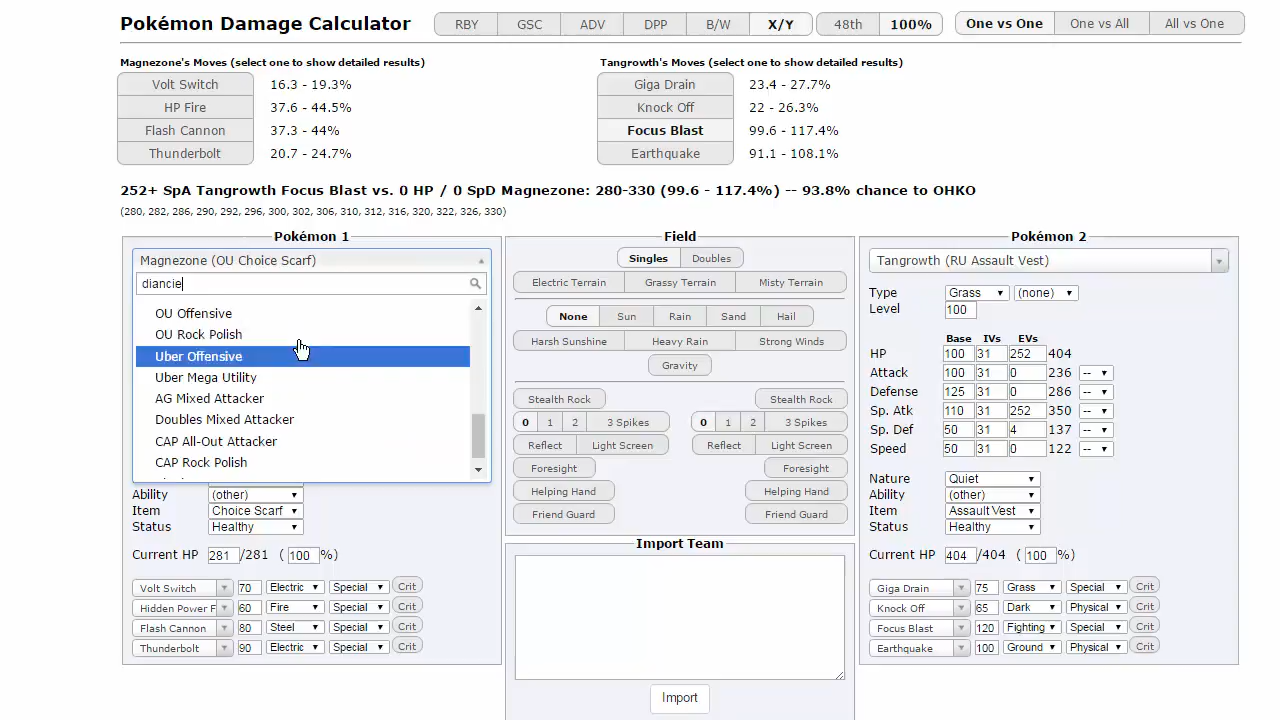 Pokémon Damage Calculator RBY GSC ADV DPP B/W X/Y 48th 100% One vs One One vs All All vs One
Magnezone's Moves (select one to show detailed results) Tangrowth's Moves (select one to show detailed results)
Volt Switch 16.3 - 19.3% Giga Drain 23.4 - 27.7%
HP Fire 37.6 - 44.5% Knock Off 22 - 26.3%
Flash Cannon 37.3 - 44% Focus Blast 99.6 - 117.4%
Thunderbolt 20.7 - 24.7% Earthquake 91.1 - 108.1%
252+ SpA Tangrowth Focus Blast vs. 0 HP / 0 SpD Magnezone: 280-330 (99.6 - 117.4%) -- 93.8% chance to OHKO
(280, 282, 286, 290, 292, 296, 300, 302, 306, 310, 312, 316, 320, 322, 326, 330)
Pokémon 1
Magnezone (OU Choice Scarf)
diancie
OU Offensive
OU Rock Polish
Uber Offensive
Uber Mega Utility
AG Mixed Attacker
Doubles Mixed Attacker
CAP All-Out Attacker
CAP Rock Polish
Ability (other)
Item Choice Scarf
Status Healthy
Current HP 281 /281 ( 100 %)
Volt Switch 70 Electric Special Crit
Hidden Power F 60 Fire Special Crit
Flash Cannon 80 Steel Special Crit
Thunderbolt 90 Electric Special Crit
Field
Singles Doubles
Electric Terrain Grassy Terrain Misty Terrain
None Sun Rain Sand Hail
Harsh Sunshine Heavy Rain Strong Winds
Gravity
Stealth Rock Stealth Rock
0 1 2 3 Spikes 0 1 2 3 Spikes
Reflect Light Screen Reflect Light Screen
Foresight Foresight
Helping Hand Helping Hand
Friend Guard Friend Guard
Import Team
Import
Pokémon 2
Tangrowth (RU Assault Vest)
Type Grass (none)
Level 100
Base IVs EVs
HP 100 31 252 404
Attack 100 31 0 236 --
Defense 125 31 0 286 --
Sp. Atk 110 31 252 350 --
Sp. Def 50 31 4 137 --
Speed 50 31 0 122 --
Nature Quiet
Ability (other)
Item Assault Vest
Status Healthy
Current HP 404 /404 ( 100 %)
Giga Drain 75 Grass Special Crit
Knock Off 65 Dark Physical Crit
Focus Blast 120 Fighting Special Crit
Earthquake 100 Ground Physical Crit